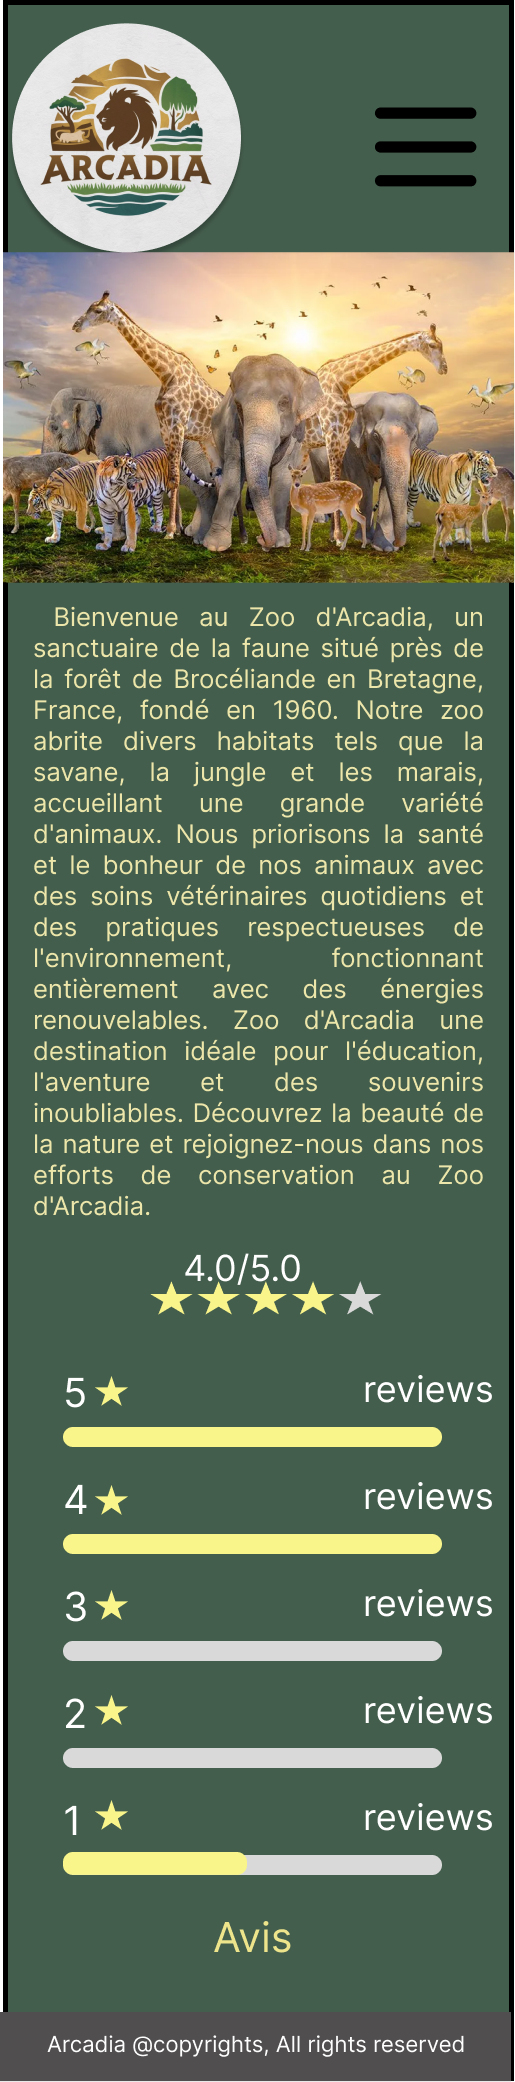 ARCADIA
Bienvenue au Zoo d'Arcadia, un
sanctuaire de la faune situé près de
la forêt de Brocéliande en Bretagne,
France, fondé en 1960. Notre zoo
abrite divers habitats tels que la
savane, la jungle et les marais,
accueillant une grande variété
d'animaux. Nous priorisons la santé
et le bonheur de nos animaux avec
des soins vétérinaires quotidiens et
des pratiques respectueuses de
l'environnement, fonctionnant
entièrement avec des énergies
renouvelables. Zoo d'Arcadia une
destination idéale pour l'éducation,
l'aventure et des souvenirs
inoubliables. Découvrez la beauté de
la nature et rejoignez-nous dans nos
efforts de conservation au Zoo
d'Arcadia.
4.0/5.0
5 reviews
4 reviews
3 reviews
2 reviews
1 reviews
Avis
Arcadia @copyrights, All rights reserved